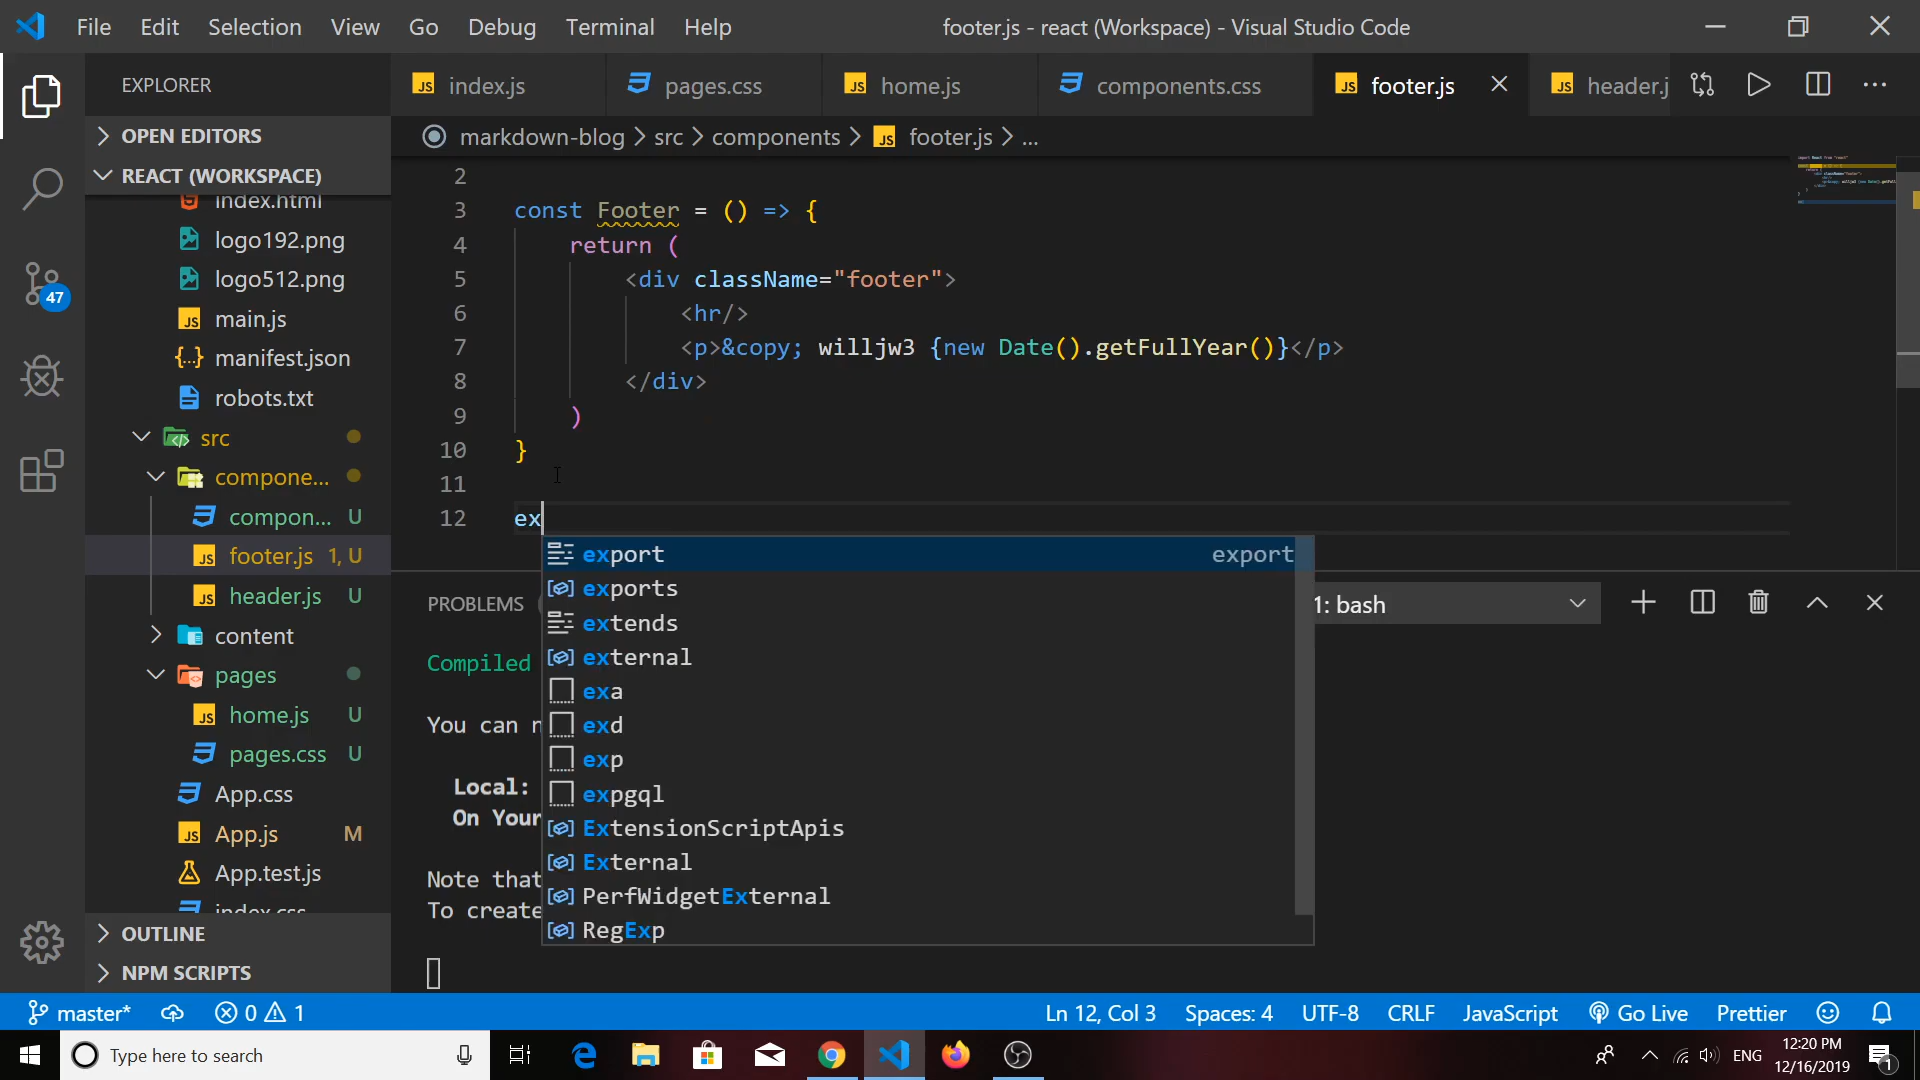 File Edit Selection View Go Debug Terminal Help footer.js - react (Workspace) - Visual Studio Code
EXPLORER
OPEN EDITORS
REACT (WORKSPACE)
index.html
logo192.png
logo512.png
main.js
manifest.json
robots.txt
src
compone...
compon... U
footer.js 1, U
header.js U
content
pages
home.js U
pages.css U
App.css
App.js M
App.test.js
index.css
OUTLINE
NPM SCRIPTS
47
index.js pages.css home.js components.css footer.js header.j
markdown-blog > src > components > footer.js > ...
2
3 const Footer = () => {
4 return (
5 <div className="footer">
6 <hr/>
7 <p>&copy; willjw3 {new Date().getFullYear()}</p>
8 </div>
9 )
10 }
11
12 ex
export export
exports
extends
external
exa
exd
exp
expgql
ExtensionScriptApis
External
PerfWidgetExternal
RegExp
PROBLEMS 1: bash
Compiled
You can n
Local:
On Your
Note that
To create
master* 0 1 Ln 12, Col 3 Spaces: 4 UTF-8 CRLF JavaScript Go Live Prettier
Type here to search ENG 12:20 PM
12/16/2019 1